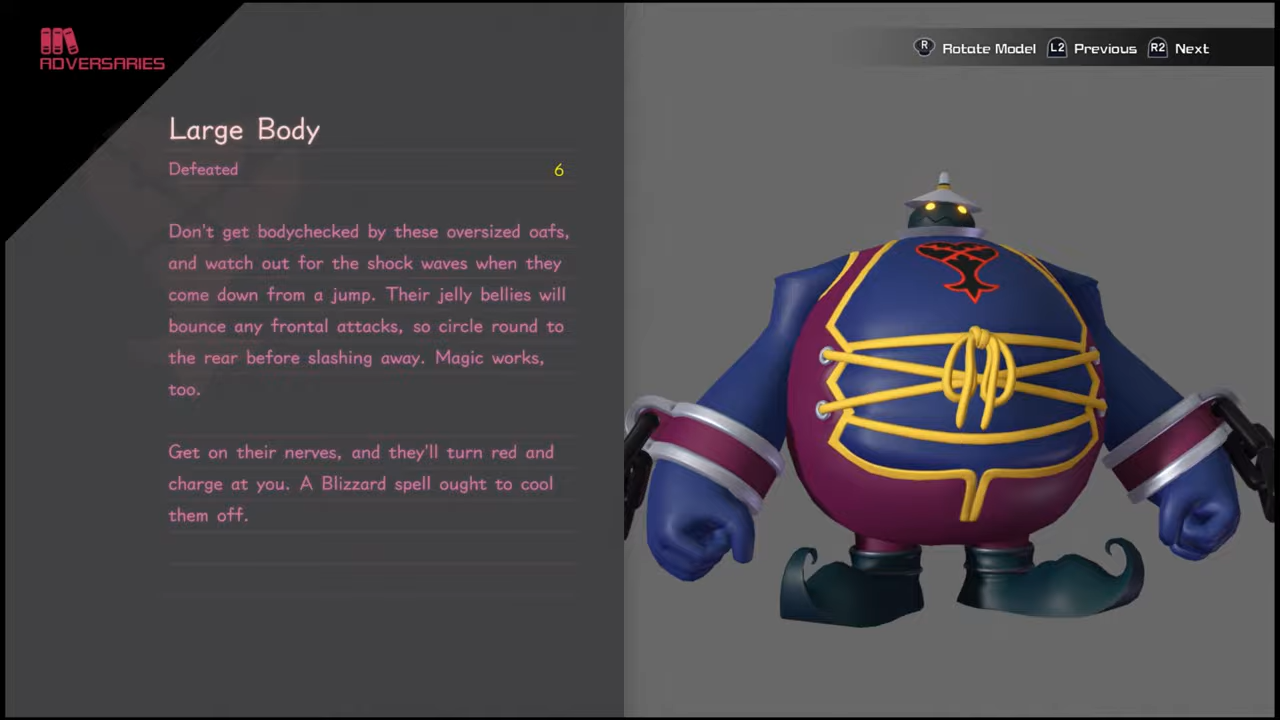 ADVERSARIES
R Rotate Model L2 Previous R2 Next
Large Body
Defeated 6
Don't get bodychecked by these oversized oafs,
and watch out for the shock waves when they
come down from a jump. Their jelly bellies will
bounce any frontal attacks, so circle round to
the rear before slashing away. Magic works,
too.
Get on their nerves, and they'll turn red and
charge at you. A Blizzard spell ought to cool
them off.